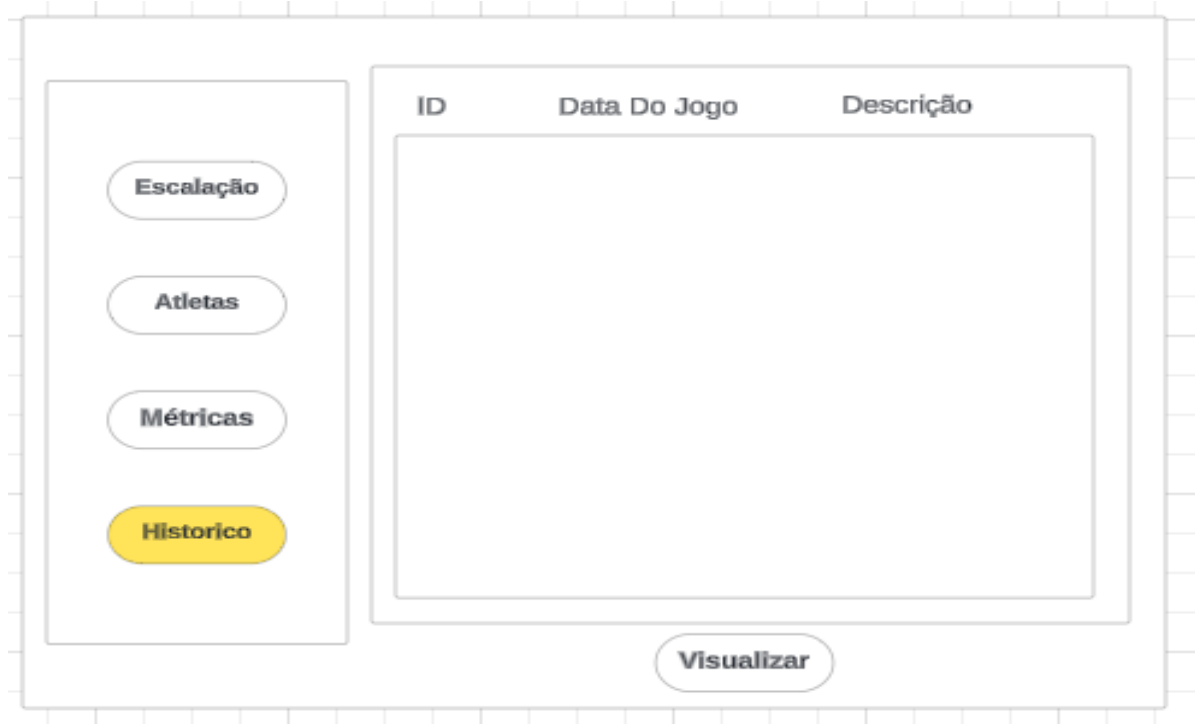 Escalação
Atletas
Métricas
Historico
ID Data Do Jogo Descrição
Visualizar